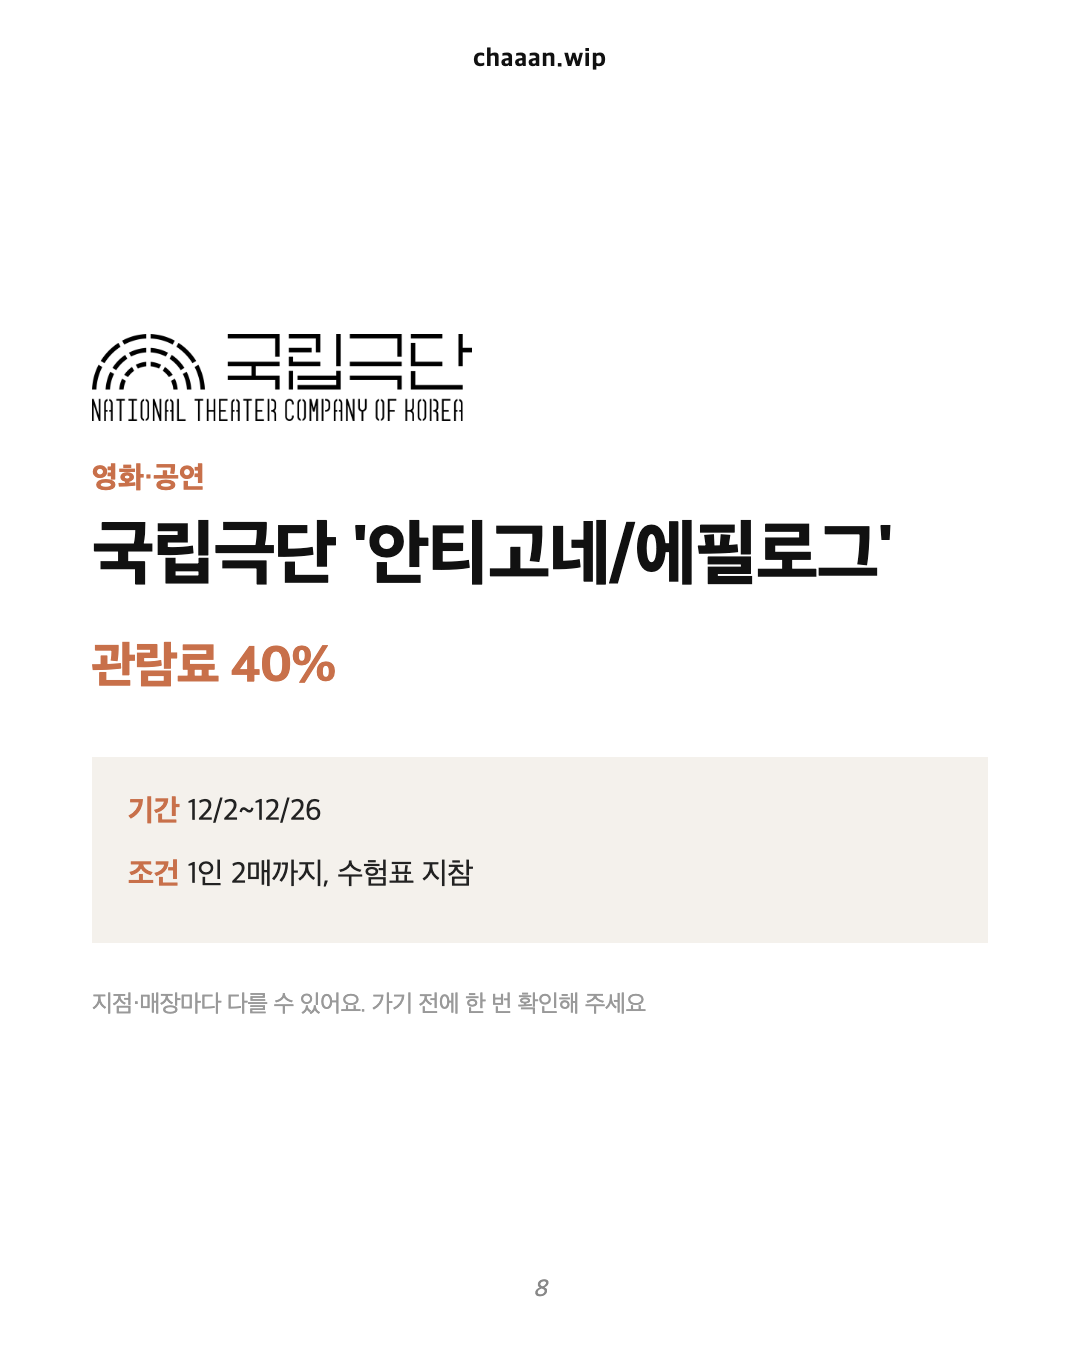 chaaan.wip
국립극단
NATIONAL THEATER COMPANY OF KOREA
영화·공연
국립극단 '안티고네/에필로그'
관람료 40%
기간 12/2~12/26
조건 1인 2매까지, 수험표 지참
지점·매장마다 다를 수 있어요. 가기 전에 한 번 확인해 주세요
8